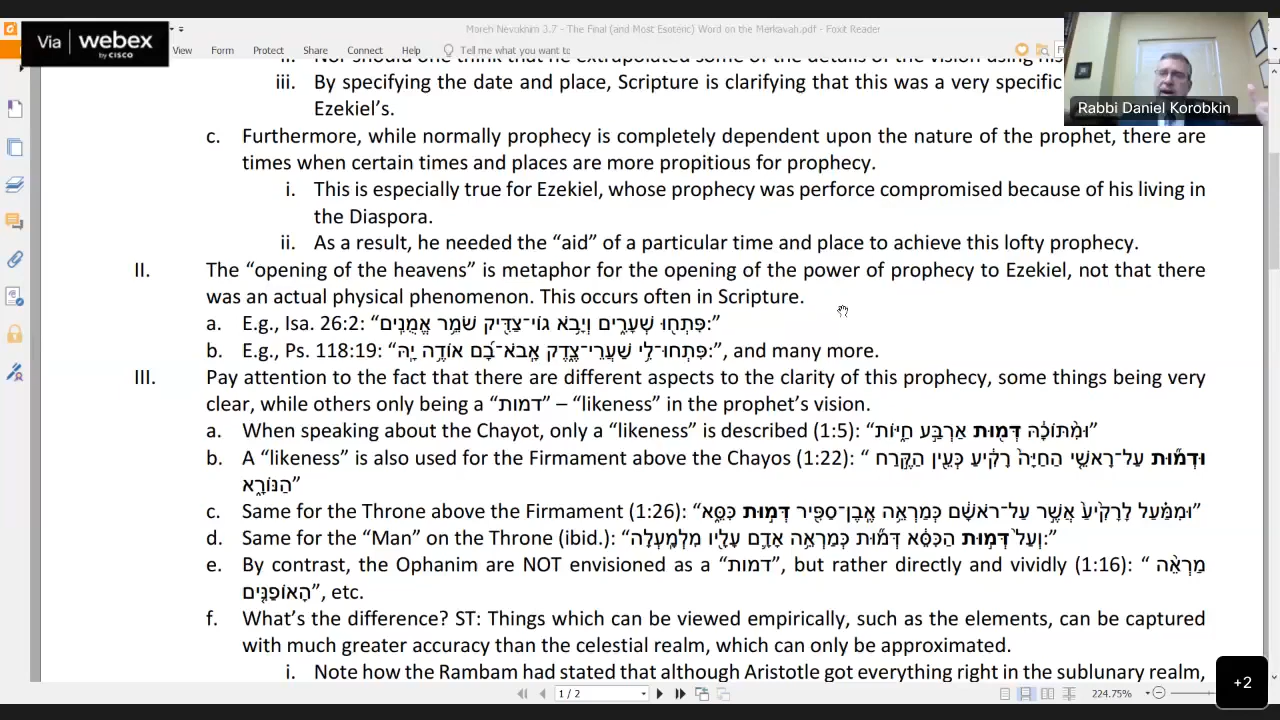 Moreh Nevukhim 3.7 - The Final (and Most Esoteric) Word on the Merkavah.pdf - Foxit Reader
Via webex
by CISCO
View Form Protect Share Connect Help Tell me what you want to
iii. By specifying the date and place, Scripture is clarifying that this was a very specific
Ezekiel's.
Rabbi Daniel Korobkin
c. Furthermore, while normally prophecy is completely dependent upon the nature of the prophet, there are
times when certain times and places are more propitious for prophecy.
i. This is especially true for Ezekiel, whose prophecy was perforce compromised because of his living in
the Diaspora.
ii. As a result, he needed the “aid” of a particular time and place to achieve this lofty prophecy.
II. The “opening of the heavens” is metaphor for the opening of the power of prophecy to Ezekiel, not that there
was an actual physical phenomenon. This occurs often in Scripture.
a. E.g., Isa. 26:2: “פִּתְח֖וּ שְׁעָרִ֑ים וְיָבֹ֥א גוֹי־צַדִּ֖יק שֹׁמֵ֥ר אֱמֻנִֽים:”
b. E.g., Ps. 118:19: “פִּתְחוּ־לִ֥י שַׁעֲרֵי־צֶ֑דֶק אָֽבֹא־בָ֝ם אוֹדֶ֥ה יָֽהּ:”, and many more.
III. Pay attention to the fact that there are different aspects to the clarity of this prophecy, some things being very
clear, while others only being a “דמות” – “likeness” in the prophet’s vision.
a. When speaking about the Chayot, only a “likeness” is described (1:5): “וּמִ֨תּוֹכָ֔הּ דְּמ֖וּת אַרְבַּ֣ע חַיּ֑וֹת”
b. A “likeness” is also used for the Firmament above the Chayos (1:22): “וּדְמ֞וּת עַל־רָאשֵׁ֤י הַחַיָּה֙ רָקִ֔יעַ כְּעֵ֖ין הַקֶּ֣רַח
הַנּוֹרָ֑א”
c. Same for the Throne above the Firmament (1:26): “וּמִמַּ֗עַל לָרָקִ֙יעַ֙ אֲשֶׁ֣ר עַל־רֹאשָׁ֔ם כְּמַרְאֵ֥ה אֶֽבֶן־סַפִּ֖יר דְּמ֣וּת כִּסֵּ֑א”
d. Same for the “Man” on the Throne (ibid.): “וְעַל֙ דְּמ֣וּת הַכִּסֵּ֔א דְּמ֞וּת כְּמַרְאֵ֥ה אָדָ֛ם עָלָ֖יו מִלְמָֽעְלָה:”
e. By contrast, the Ophanim are NOT envisioned as a “דמות”, but rather directly and vividly (1:16): “מַרְאֵ֨ה
הָאוֹפַנִּ֤ים”, etc.
f. What’s the difference? ST: Things which can be viewed empirically, such as the elements, can be captured
with much greater accuracy than the celestial realm, which can only be approximated.
i. Note how the Rambam had stated that although Aristotle got everything right in the sublunary realm,
1 / 2
224.75%
+2